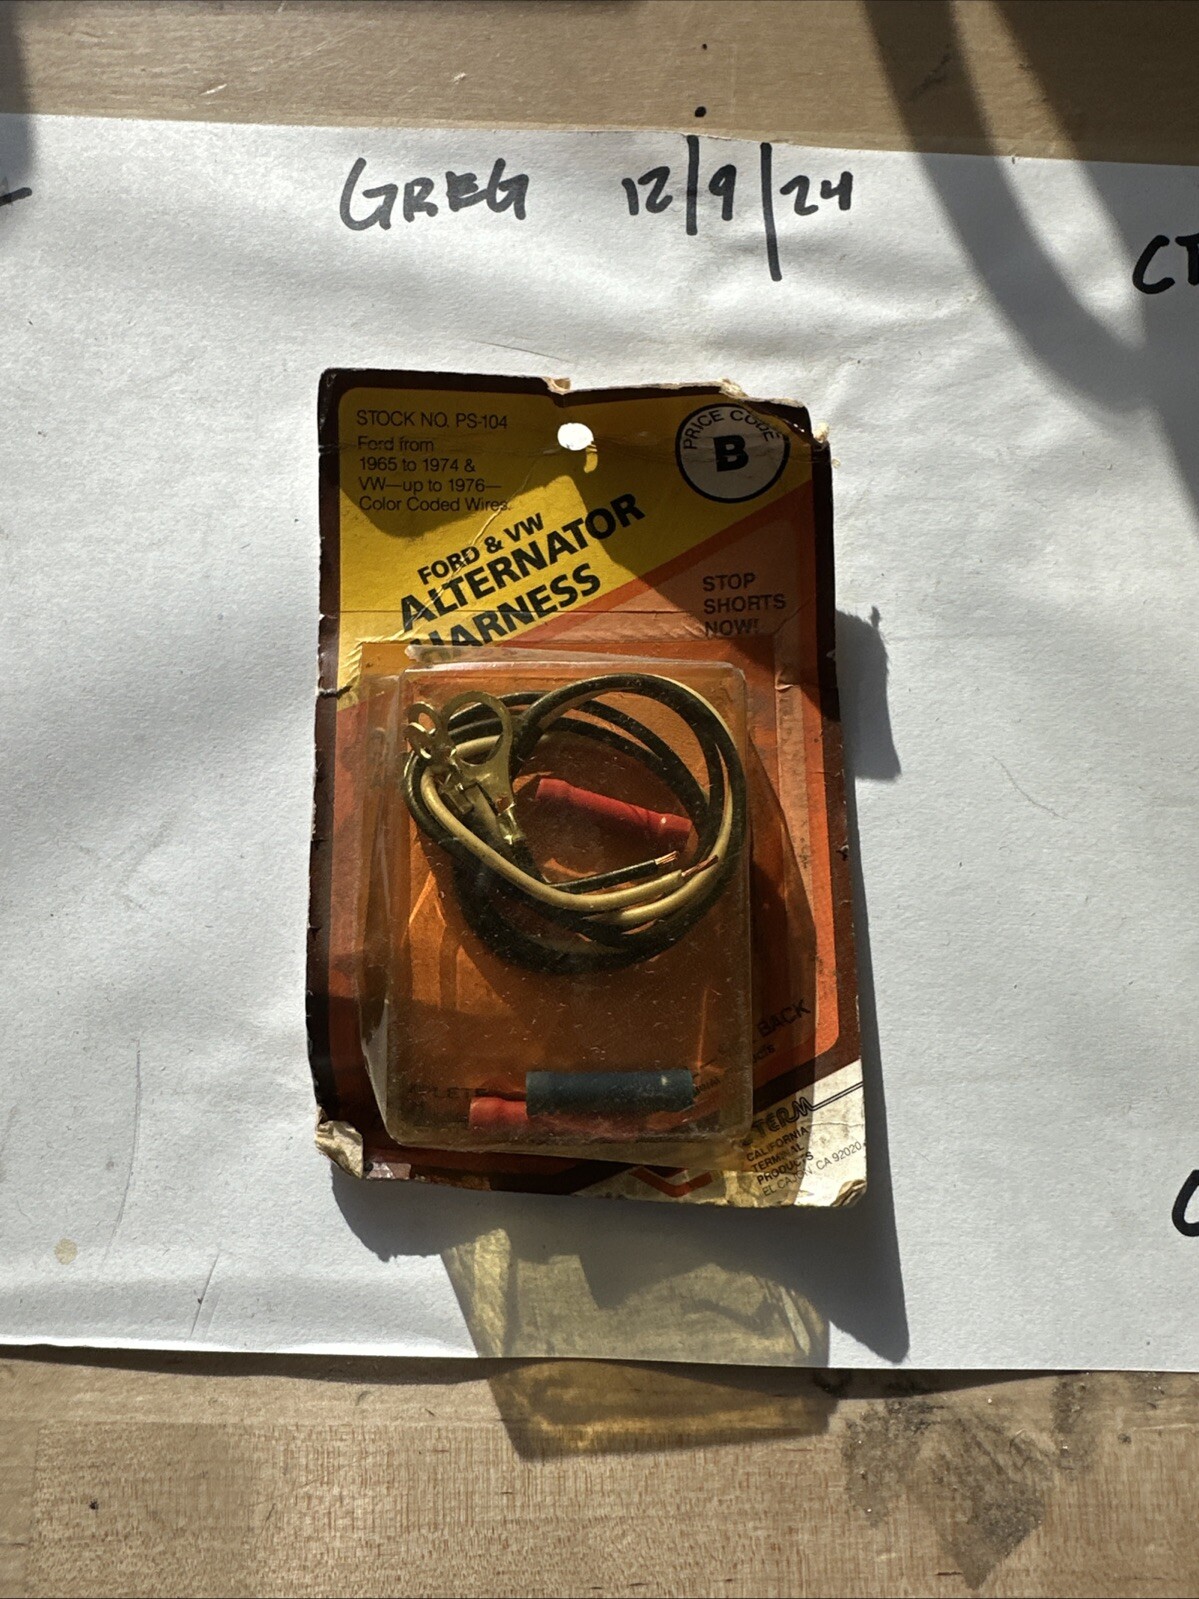 GREG 12/9/24
STOCK NO. PS-104
Ford from
1965 to 1974 &
VW—up to 1976—
Color Coded Wires.
PRICE CODE
B
FORD & VW
ALTERNATOR
HARNESS
STOP
SHORTS
NOW!
BACK
TERM
CALIFORNIA
TERMINAL
PRODUCTS
EL CAJON, CA 92020